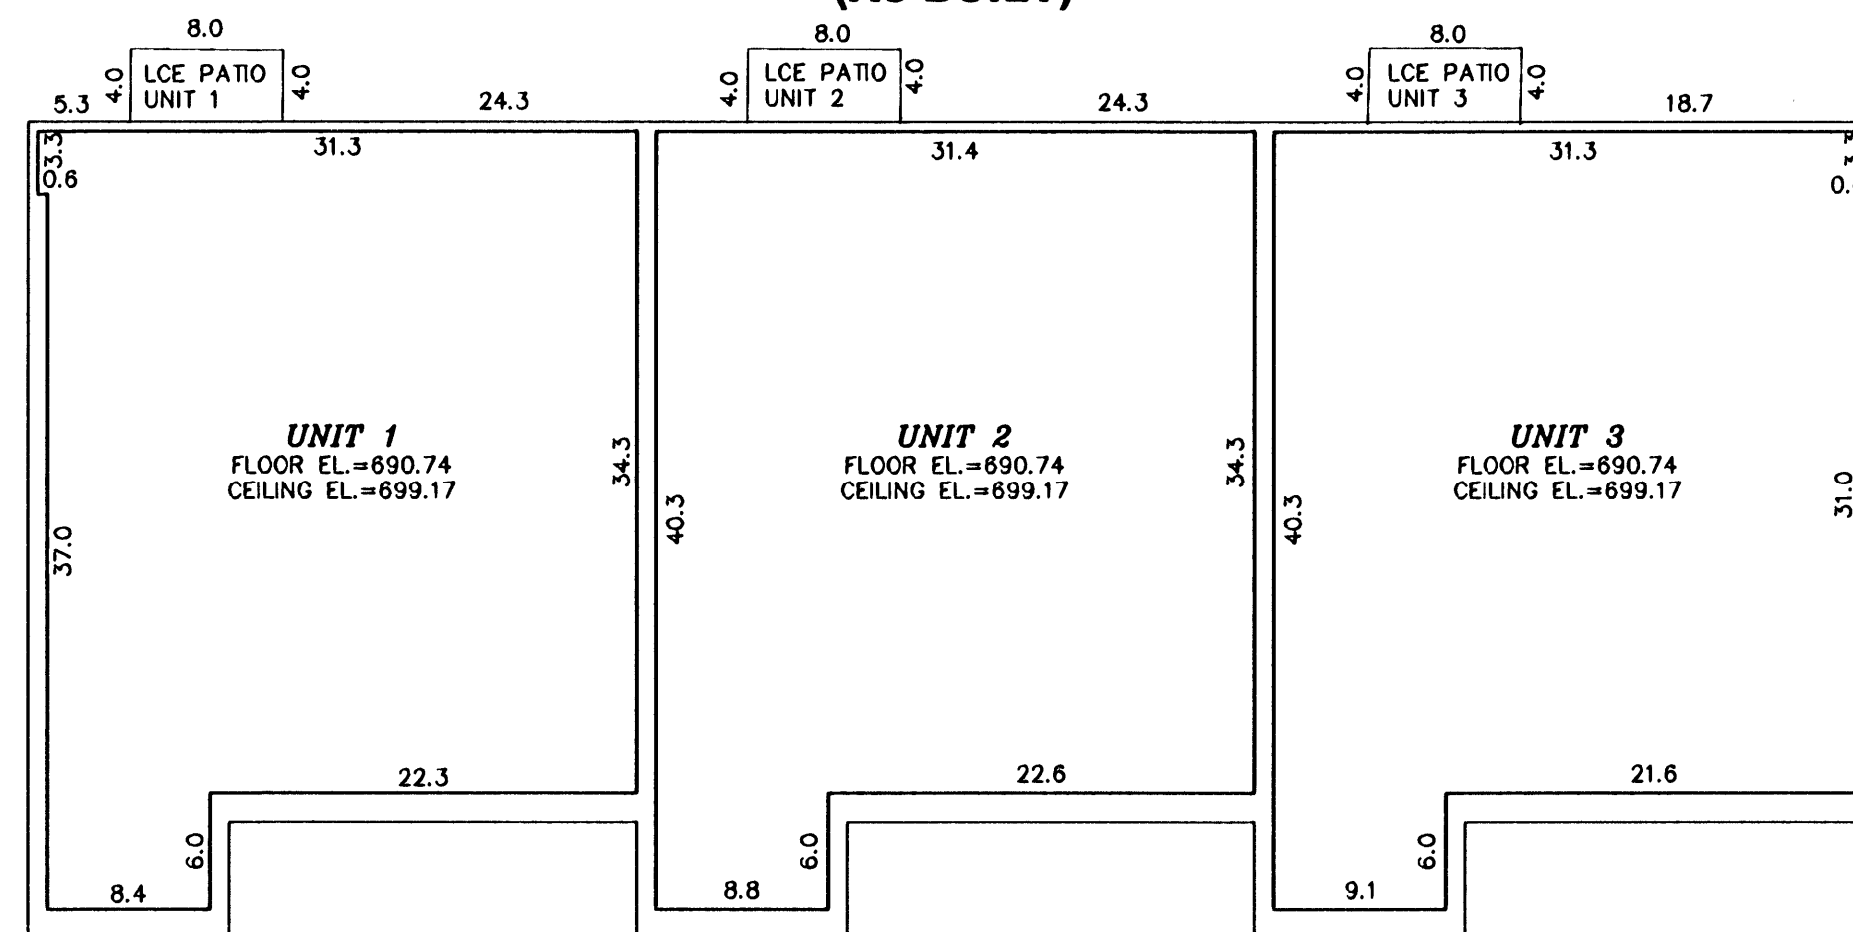 8.0
8.0
8.0
4.0
LCE PATIO
UNIT 1
4.0
4.0
LCE PATIO
UNIT 2
4.0
4.0
LCE PATIO
UNIT 3
4.0
5.3
24.3
24.3
18.7
3.3
0.6
31.3
31.4
31.3
UNIT 1
FLOOR EL.=690.74
CEILING EL.=699.17
34.3
37.0
UNIT 2
FLOOR EL.=690.74
CEILING EL.=699.17
34.3
40.3
UNIT 3
FLOOR EL.=690.74
CEILING EL.=699.17
31.0
40.3
22.3
22.6
21.6
6.0
6.0
6.0
8.4
8.8
9.1